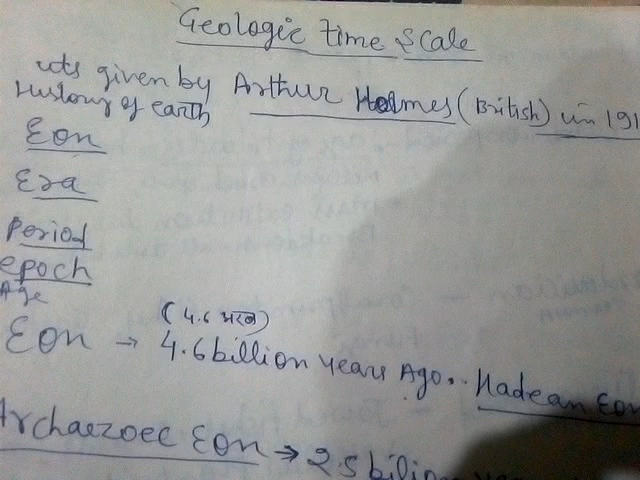 Geologic time Scale
its given by Arthur Holmes (British) in 191
History of earth
Eon
Era
Period
epoch
Age
(4.6 अरब)
Eon → 4.6 billion years Ago.. Hadean Eon
Archaezoec Eon → 2.5 bilion